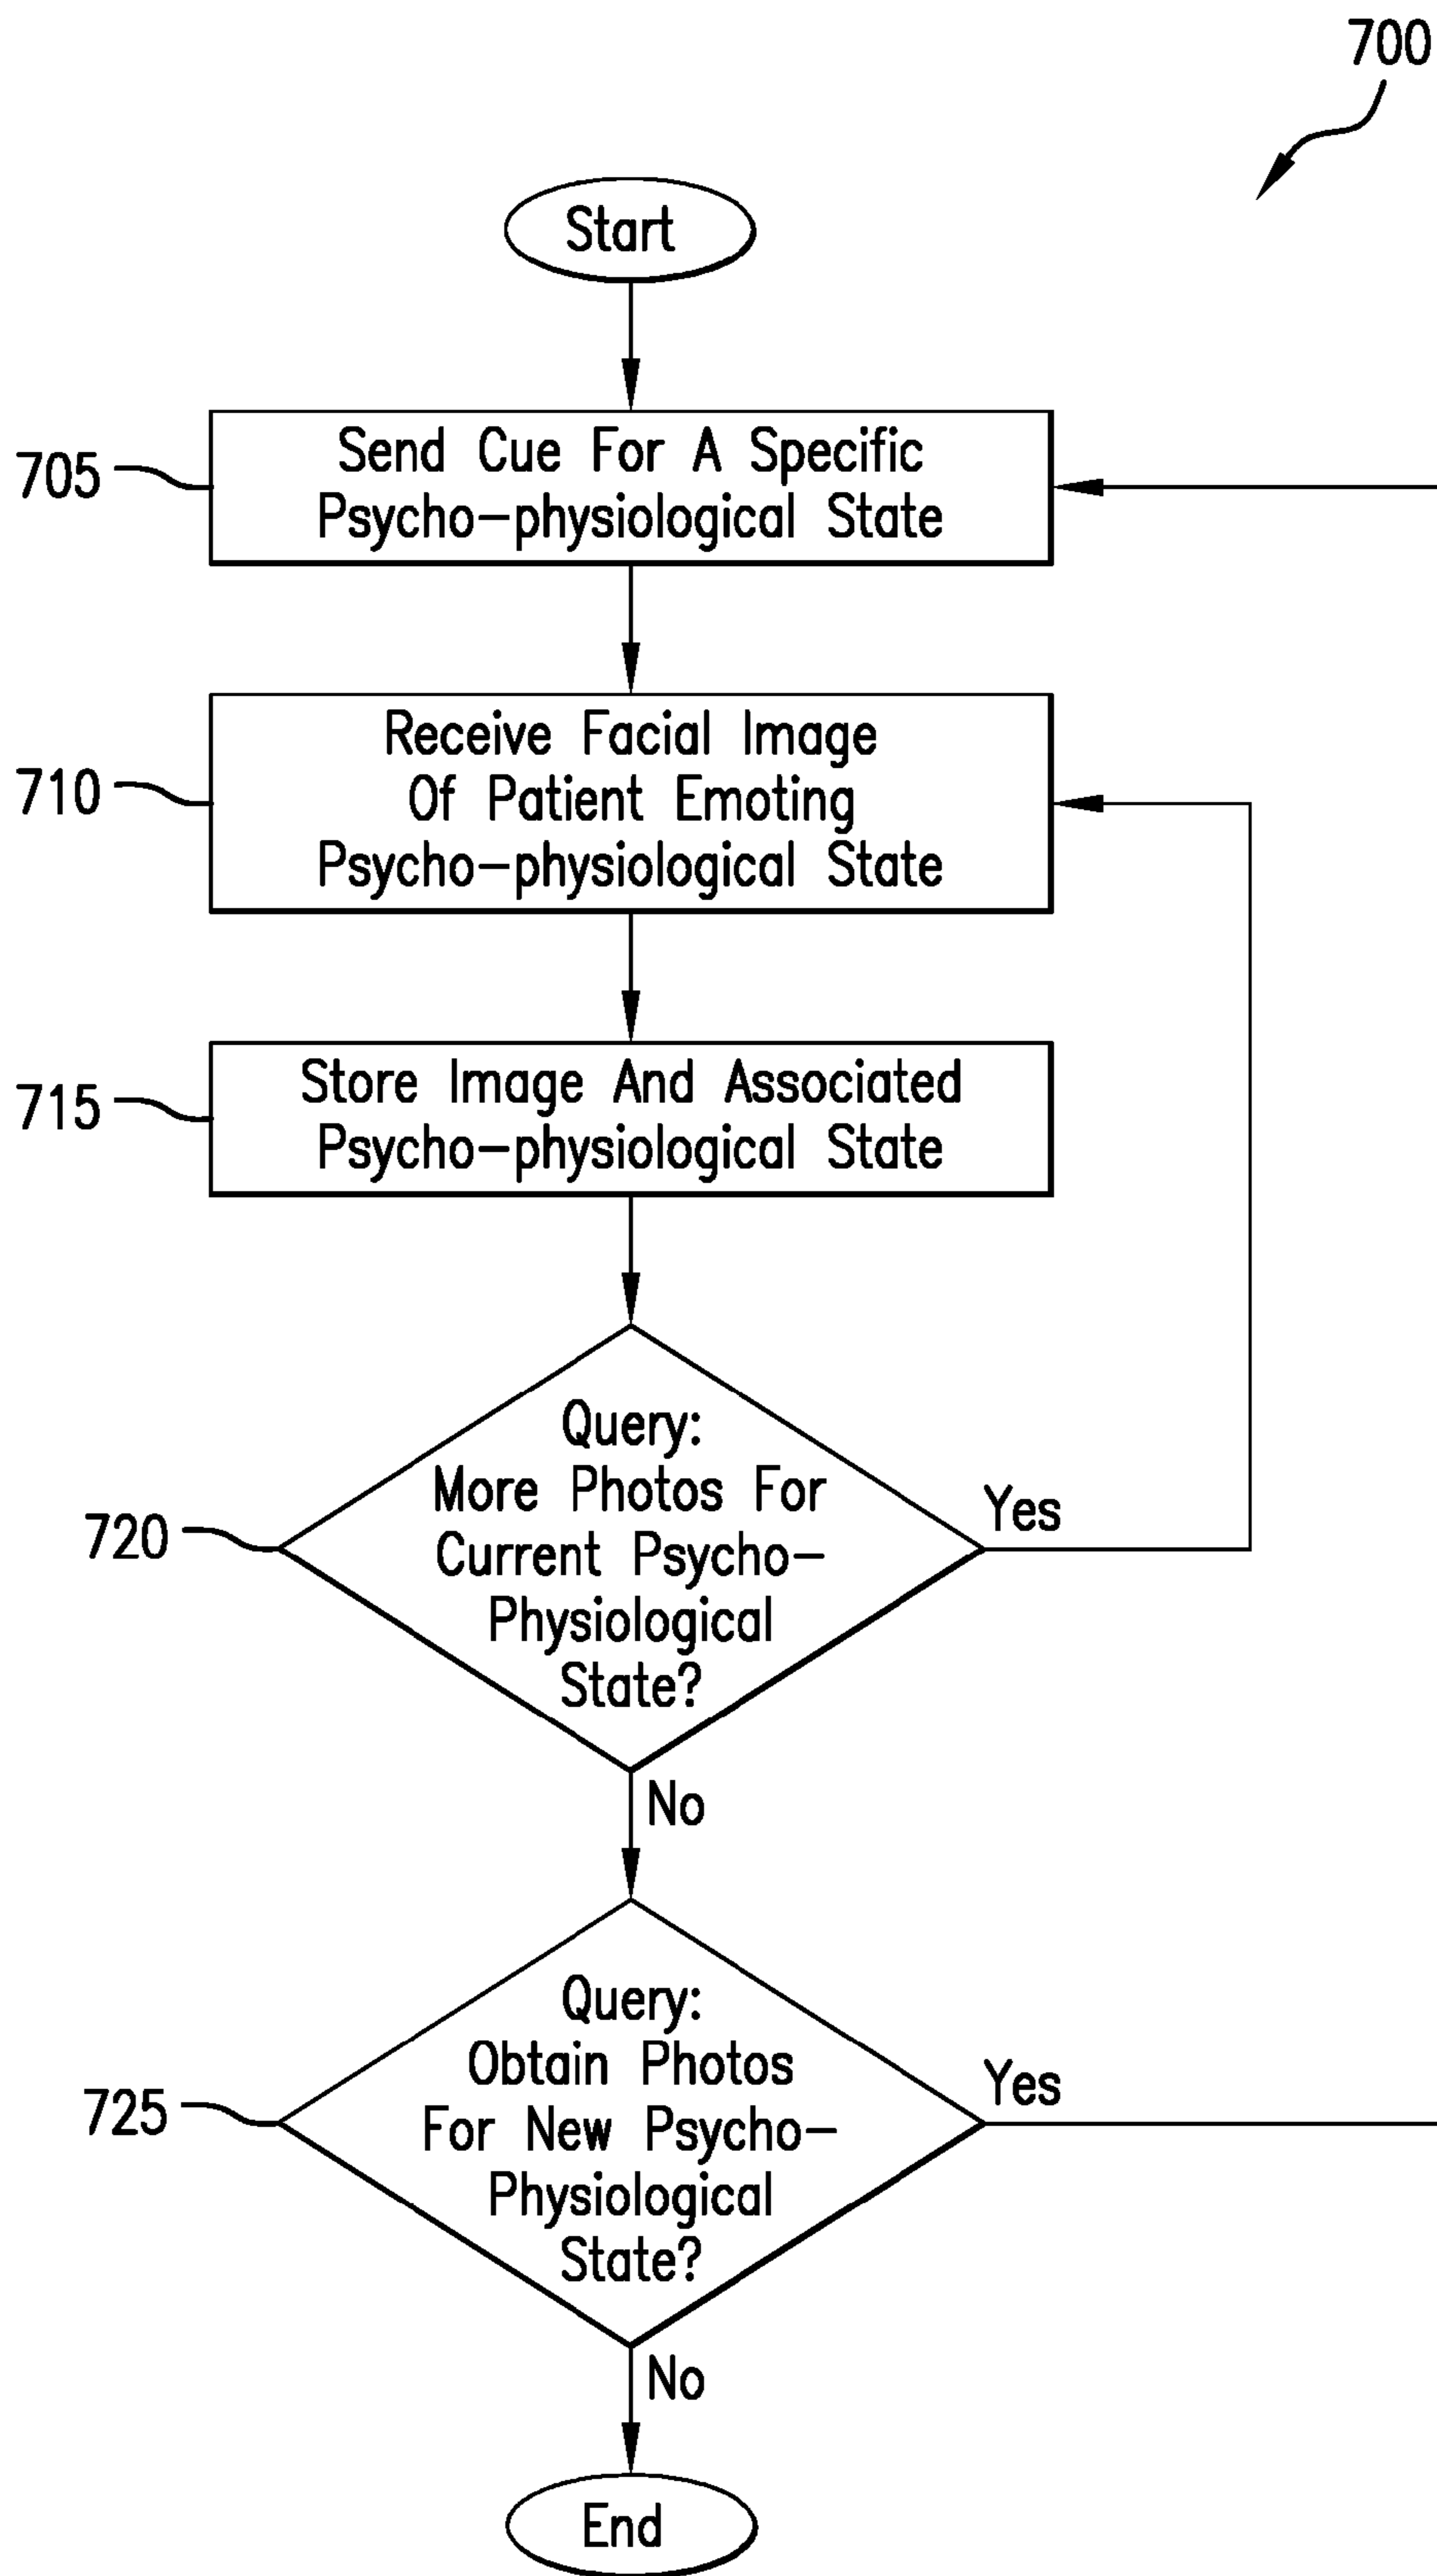 700
Start
705
Send Cue For A Specific
Psycho-physiological State
710
Receive Facial Image
Of Patient Emoting
Psycho-physiological State
715
Store Image And Associated
Psycho-physiological State
720
Query:
More Photos For
Current Psycho-
Physiological
State?
Yes
No
725
Query:
Obtain Photos
For New Psycho-
Physiological
State?
Yes
No
End